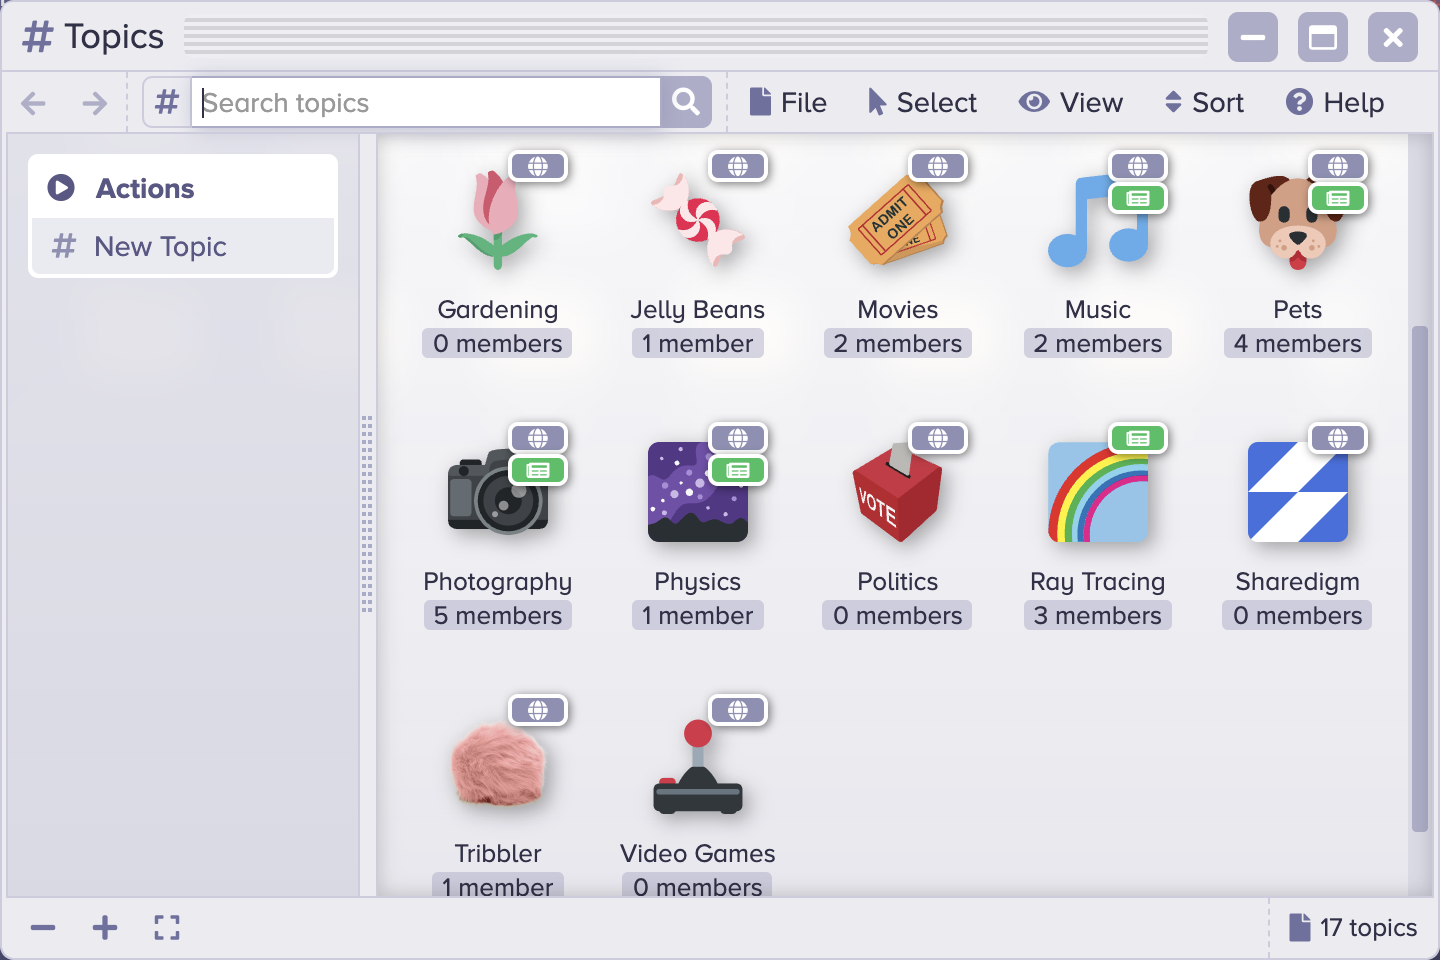 # Topics
# Search topics
File Select View Sort Help
Actions
# New Topic
ADMIT
ONE
NE
Gardening Jelly Beans Movies Music Pets
0 members 1 member 2 members 2 members 4 members
VOTE
Photography Physics Politics Ray Tracing Sharedigm
5 members 1 member 0 members 3 members 0 members
Tribbler Video Games
1 member 0 members
17 topics